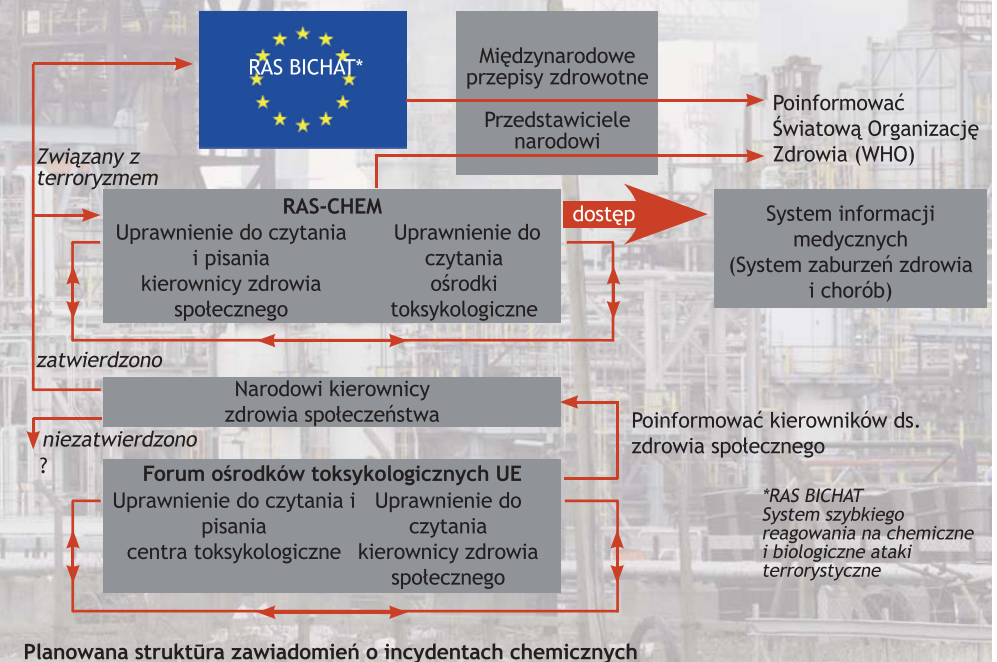 RAS BICHAT*
Międzynarodowe
przepisy zdrowotne
Przedstawiciele
narodowi
Poinformować
Światową Organizację
Zdrowia (WHO)
Związany z
terroryzmem
RAS-CHEM
Uprawnienie do czytania
i pisania
kierownicy zdrowia
społecznego
Uprawnienie do
czytania
ośrodki
toksykologiczne
dostęp
System informacji
medycznych
(System zaburzeń zdrowia
i chorób)
zatwierdzono
Narodowi kierownicy
zdrowia społeczeństwa
niezatwierdzono
?
Poinformować kierowników ds.
zdrowia społecznego
Forum ośrodków toksykologicznych UE
Uprawnienie do czytania i
pisania
centra toksykologiczne
Uprawnienie do
czytania
kierownicy zdrowia
społecznego
*RAS BICHAT
System szybkiego
reagowania na chemiczne
i biologiczne ataki
terrorystyczne
Planowana struktūra zawiadomień o incydentach chemicznych